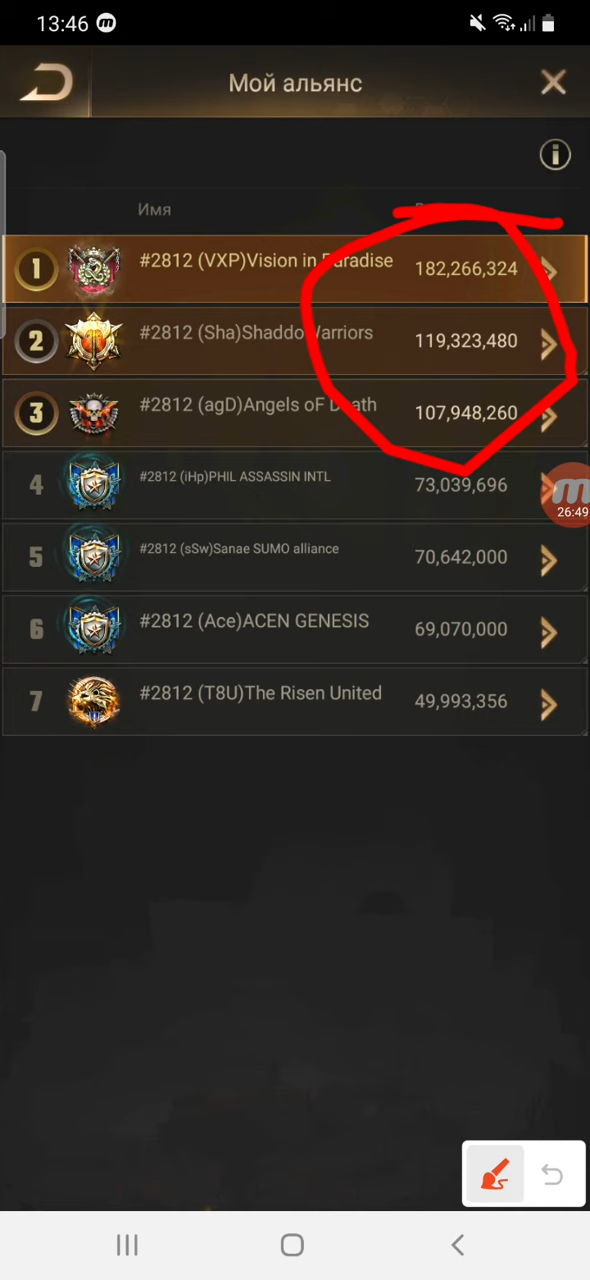 13:46
Мой альянс
Имя
1 #2812 (VXP)Vision in Paradise 182,266,324
2 #2812 (Sha)Shaddo Warriors 119,323,480
3 #2812 (agD)Angels oF Death 107,948,260
4 #2812 (iHp)PHIL ASSASSIN INTL 73,039,696
5 #2812 (sSw)Sanae SUMO alliance 70,642,000
6 #2812 (Ace)ACEN GENESIS 69,070,000
7 #2812 (T8U)The Risen United 49,993,356
26:49